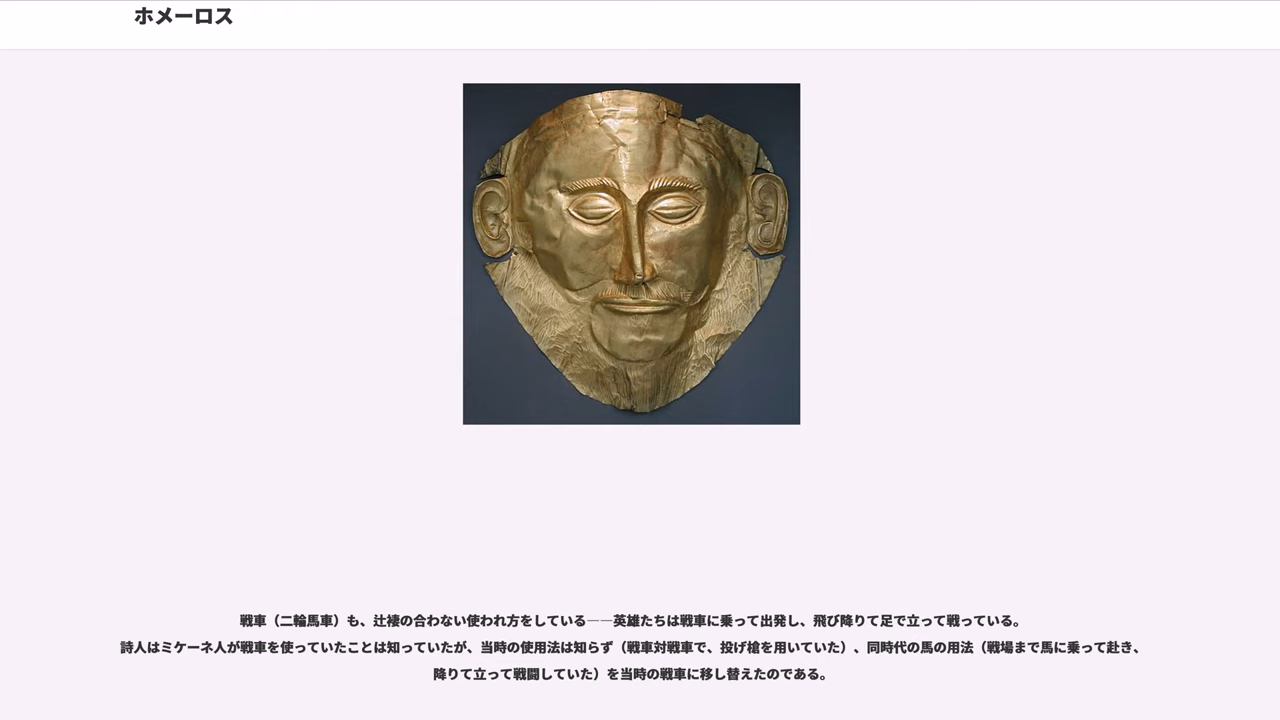 ホメーロス
戦車（二輪馬車）も、辻褄の合わない使われ方をしている――英雄たちは戦車に乗って出発し、飛び降りて足で立って戦っている。
詩人はミケーネ人が戦車を使っていたことは知っていたが、当時の使用法は知らず（戦車対戦車で、投げ槍を用いていた）、同時代の馬の用法（戦場まで馬に乗って赴き、
降りて立って戦闘していた）を当時の戦車に移し替えたのである。